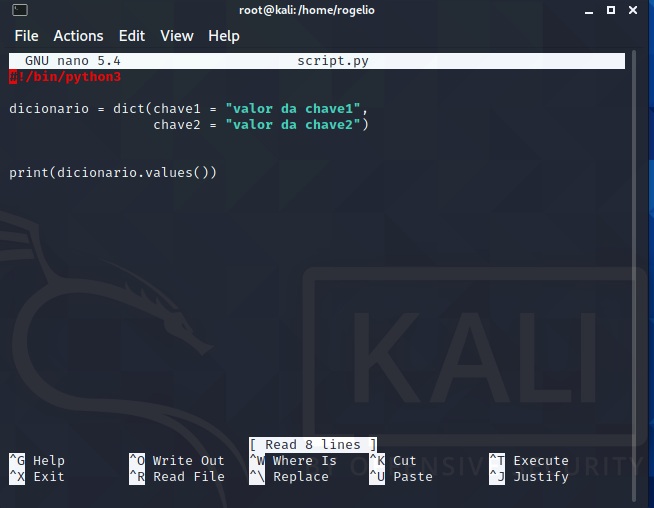 root@kali:/home/rogelio
File Actions Edit View Help
GNU nano 5.4 script.py
#!/bin/python3
dicionario = dict(chave1 = "valor da chave1",
chave2 = "valor da chave2")
print(dicionario.values())
KALI
[ Read 8 lines ]
^G Help ^O Write Out ^W Where Is ^K Cut ^T Execute
^X Exit ^R Read File ^\ Replace ^U Paste ^J Justify